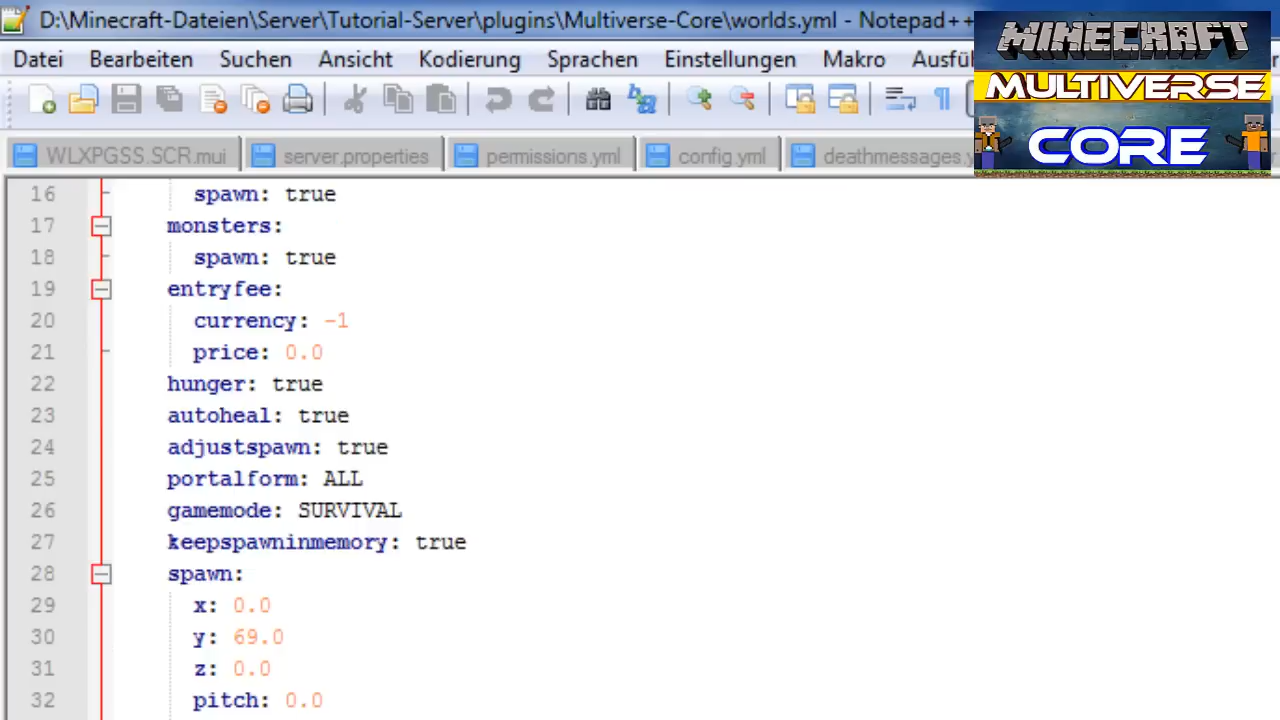 D:\Minecraft-Dateien\Server\Tutorial-Server\plugins\Multiverse-Core\worlds.yml - Notepad++
MINECRAFT
MULTIVERSE
CORE
Datei Bearbeiten Suchen Ansicht Kodierung Sprachen Einstellungen Makro
WLXPGSS.SCR.mui server.properties permissions.yml config.yml
16 spawn: true
17 monsters:
18 spawn: true
19 entryfee:
20 currency: -1
21 price: 0.0
22 hunger: true
23 autoheal: true
24 adjustspawn: true
25 portalform: ALL
26 gamemode: SURVIVAL
27 keepspawninmemory: true
28 spawn:
29 x: 0.0
30 y: 69.0
31 z: 0.0
32 pitch: 0.0